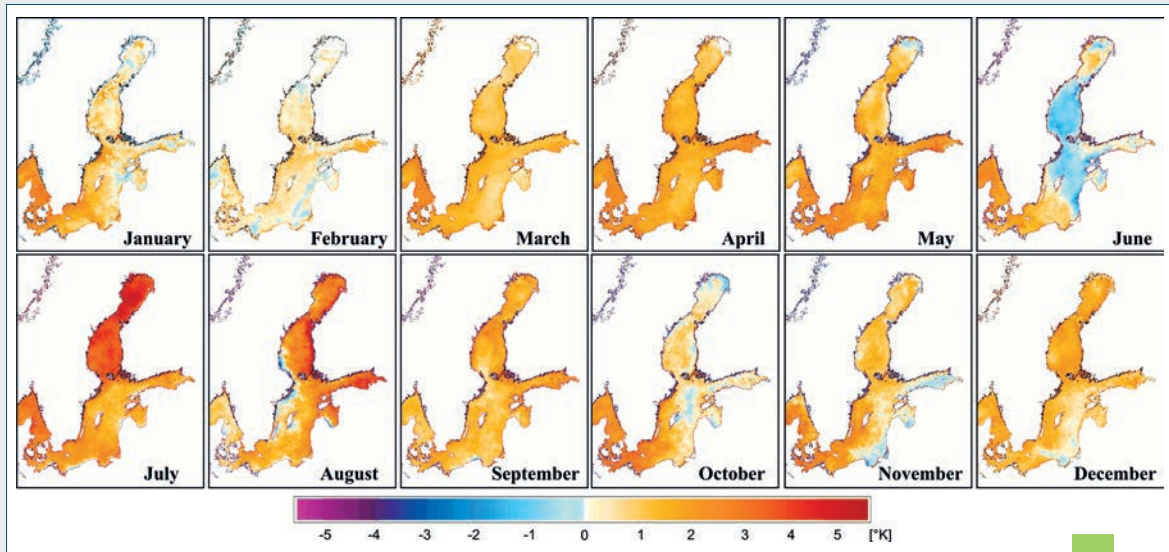 January
February
March
April
May
June
July
August
September
October
November
December
-5 -4 -3 -2 -1 0 1 2 3 4 5 [°K]